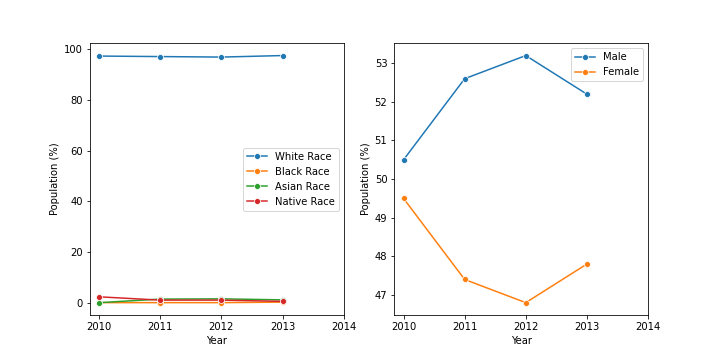 100
80
60
40
20
0
Population (%)
2010 2011 2012 2013 2014
Year
White Race
Black Race
Asian Race
Native Race
53
52
51
50
49
48
47
Population (%)
2010 2011 2012 2013 2014
Year
Male
Female